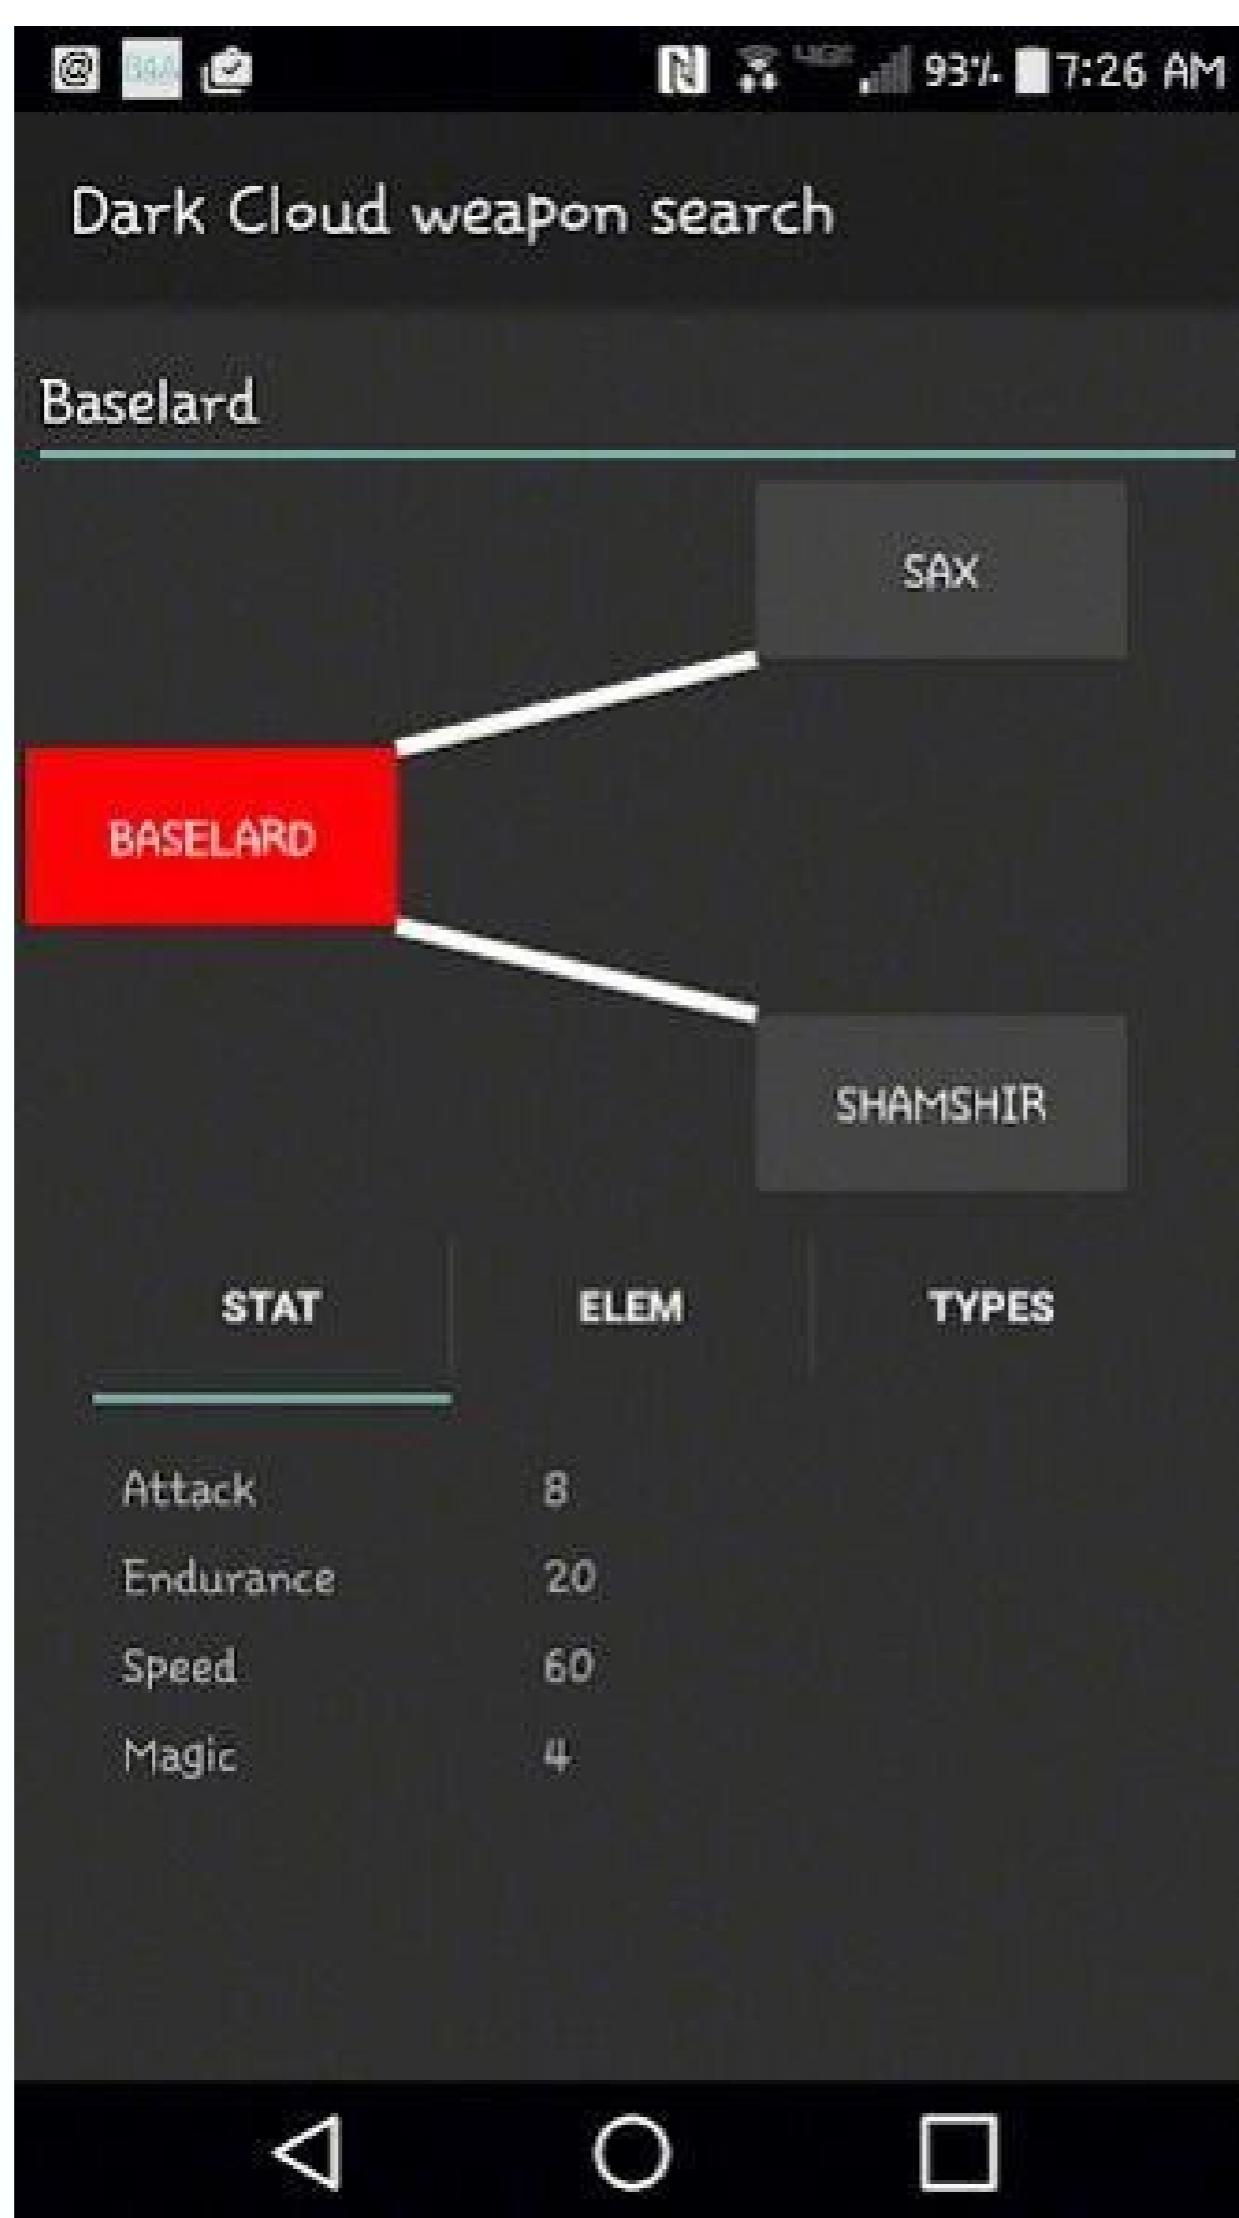 93% 7:26 AM
Dark Cloud weapon search
Baselard
SAX
BASELARD
SHAMSHIR
STAT ELEM TYPES
Attack 8
Endurance 20
Speed 60
Magic 4